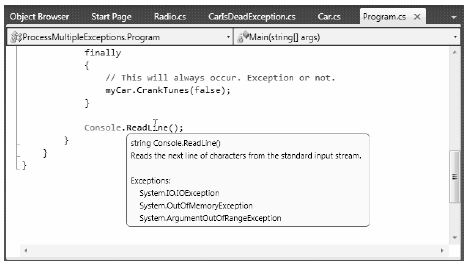 Object Browser Start Page Radio.cs CarIsDeadException.cs Car.cs Program.cs
ProcessMultipleExceptions.Program Main(string[] args)
finally
{
// This will always occur. Exception or not.
myCar.CrankTunes(false);
}
Console.ReadLine();
}
}
}
string Console.ReadLine()
Reads the next line of characters from the standard input stream.
Exceptions:
System.IO.IOException
System.OutOfMemoryException
System.ArgumentOutOfRangeException